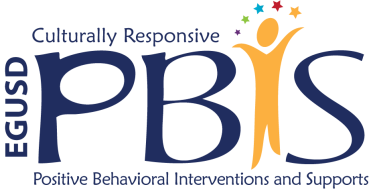 Culturally Responsive
EGUSD
PBIS
Positive Behavioral Interventions and Supports